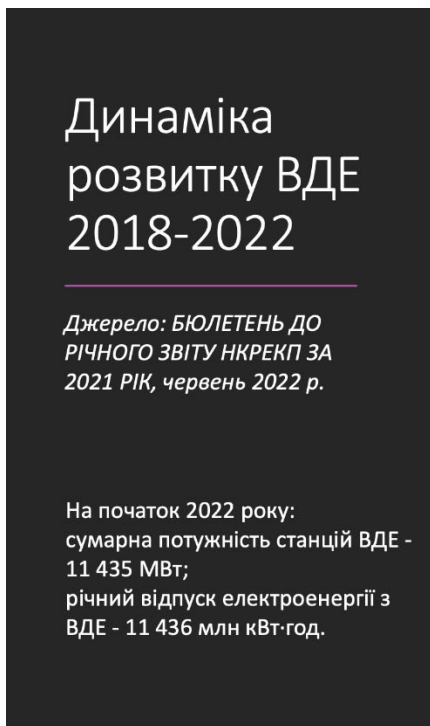 Динаміка
розвитку ВДЕ
2018-2022
Джерело: БЮЛЕТЕНЬ ДО
РІЧНОГО ЗВІТУ НКРЕКП ЗА
2021 РІК, червень 2022 р.
На початок 2022 року:
сумарна потужність станцій ВДЕ -
11 435 МВт;
річний відпуск електроенергії з
ВДЕ - 11 436 млн кВт·год.